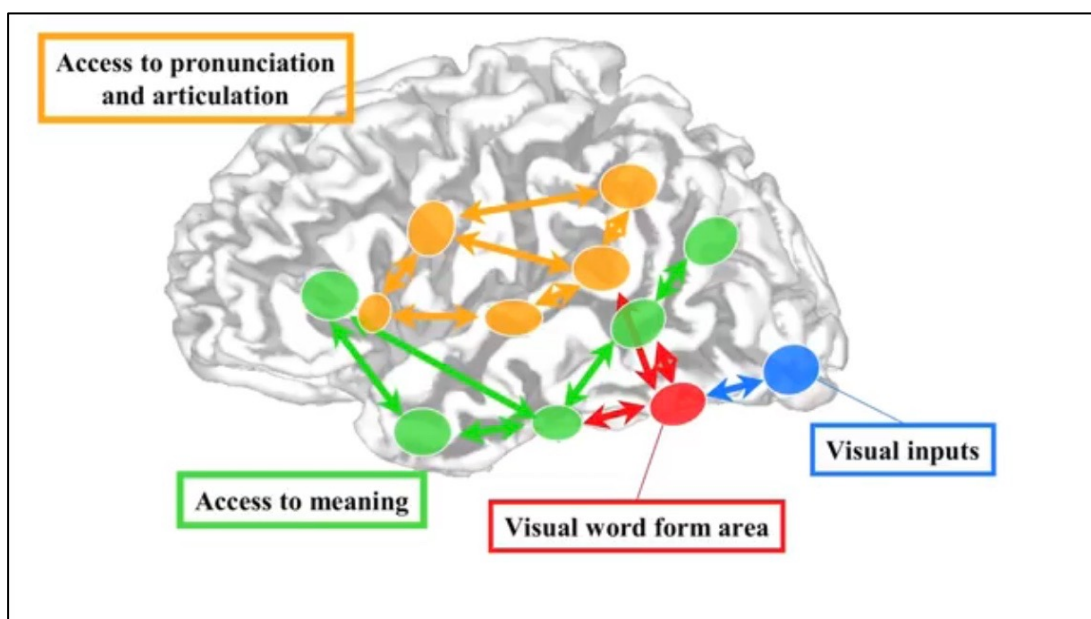 Access to pronunciation
and articulation
Visual inputs
Access to meaning
Visual word form area